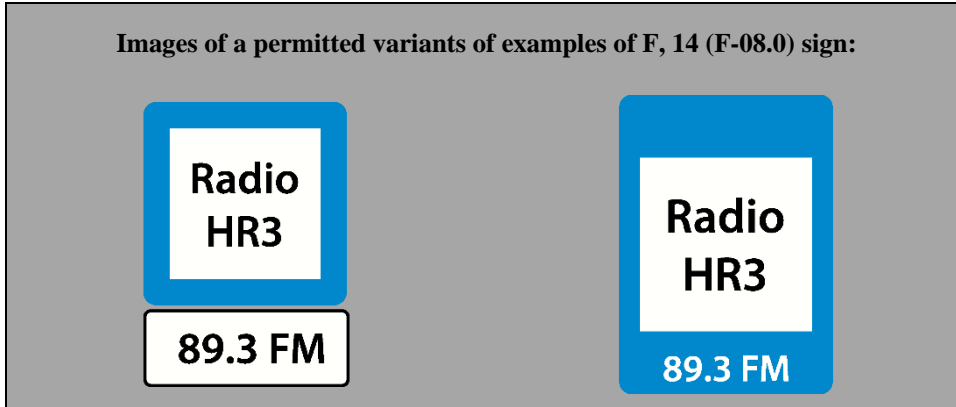 Images of a permitted variants of examples of F, 14 (F-08.0) sign:
Radio
HR3
89.3 FM
Radio
HR3
89.3 FM